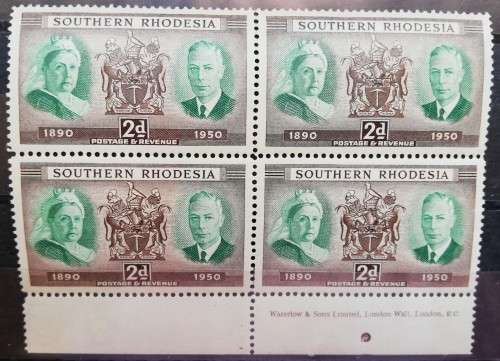 SOUTHERN RHODESIA
1890 2d 1950
POSTAGE & REVENUE
SOUTHERN RHODESIA
1890 2d 1950
POSTAGE & REVENUE
SOUTHERN RHODESIA
1890 2d 1950
POSTAGE & REVENUE
SOUTHERN RHODESIA
1890 2d 1950
POSTAGE & REVENUE
Waterlow & Sons Limited, London Wall, London, E.C.